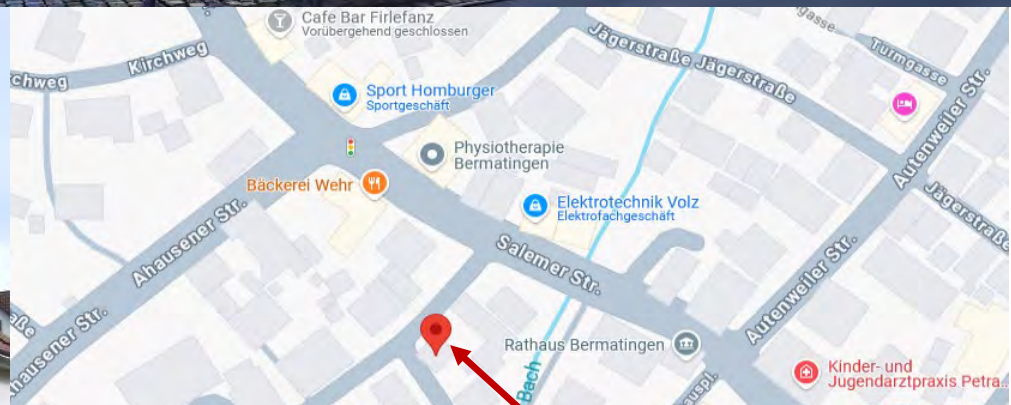 Cafe Bar Firlefanz
Vorübergehend geschlossen
Kirchweg
chweg
Sport Homburger
Sportgeschäft
Jägerstraße Jägerstraße
Turmgasse
Autenweiler Str.
Physiotherapie
Bermatingen
Bäckerei Wehr
Elektrotechnik Volz
Elektrofachgeschäft
Jägerstraße
Ahausener Str.
Salemer Str.
Autenweiler Str.
Rathaus Bermatingen
hausener Str.
Bach
Kinder- und
Jugendarztpraxis Petra...